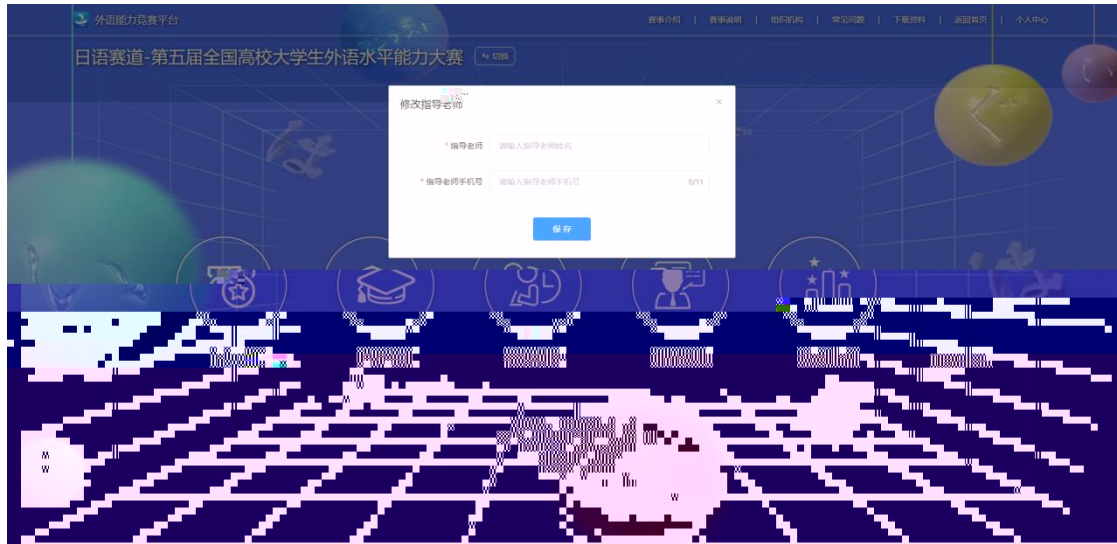 外语能力竞赛平台
赛事介绍 | 赛事说明 | 组织机构 | 常见问题 | 下载资料 | 返回首页 | 个人中心
日语赛道-第五届全国高校大学生外语水平能力大赛 切换
修改指导老师
* 指导老师 请输入指导老师姓名
* 指导老师手机号 请输入指导老师手机号 0/11
保存